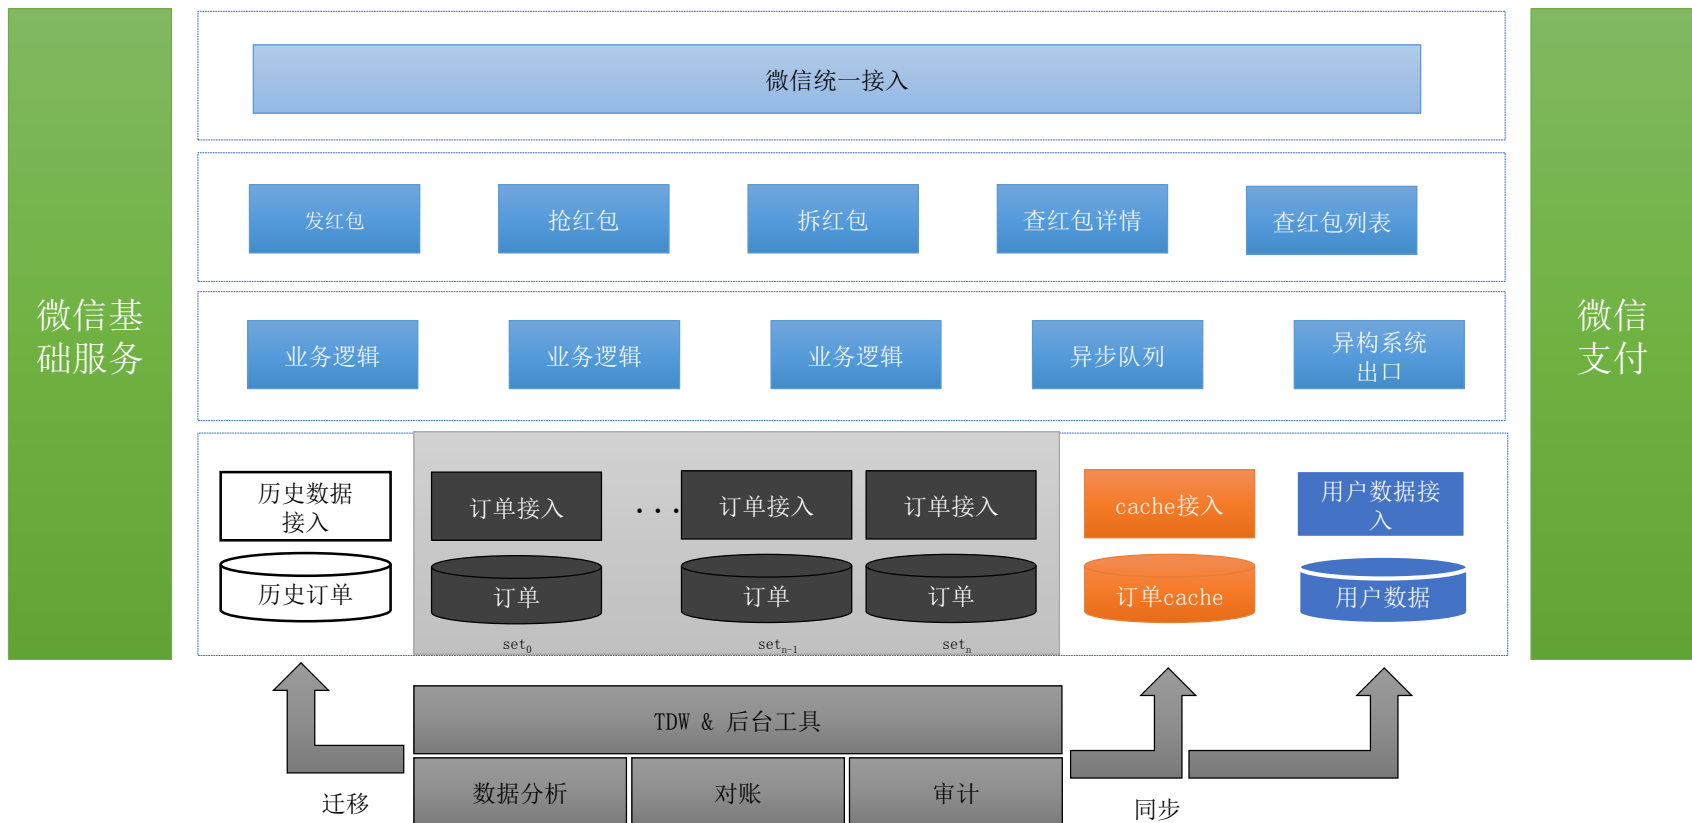 微信基
础服务
微信统一接入
发红包
抢红包
拆红包
查红包详情
查红包列表
业务逻辑
业务逻辑
业务逻辑
异步队列
异构系统
出口
微信
支付
历史数据
接入
订单接入
...
订单接入
订单接入
cache接入
用户数据接
入
历史订单
订单
订单
订单
订单cache
用户数据
set0
setn-1
setn
TDW & 后台工具
数据分析
对账
审计
迁移
同步